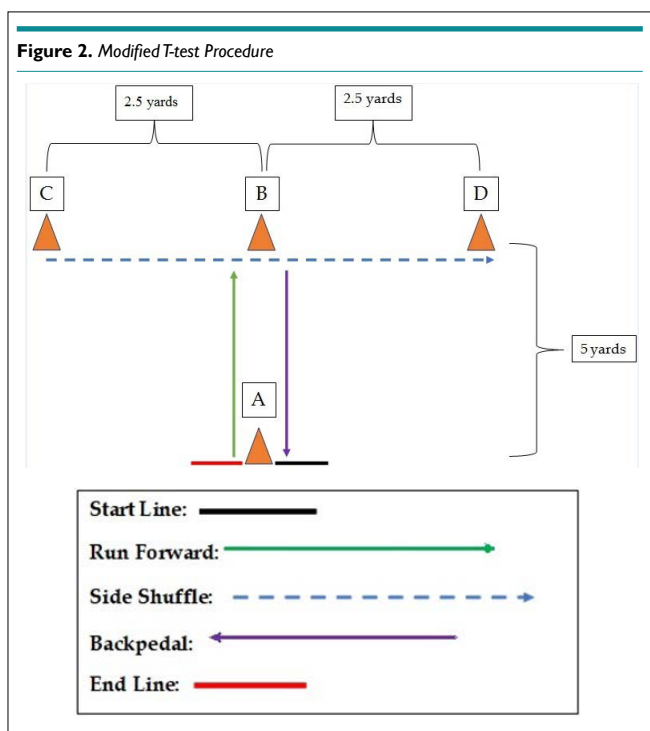 Figure 2. Modified T-test Procedure
2.5 yards
2.5 yards
C
B
D
5 yards
A
Start Line:
Run Forward:
Side Shuffle:
Backpedal:
End Line: